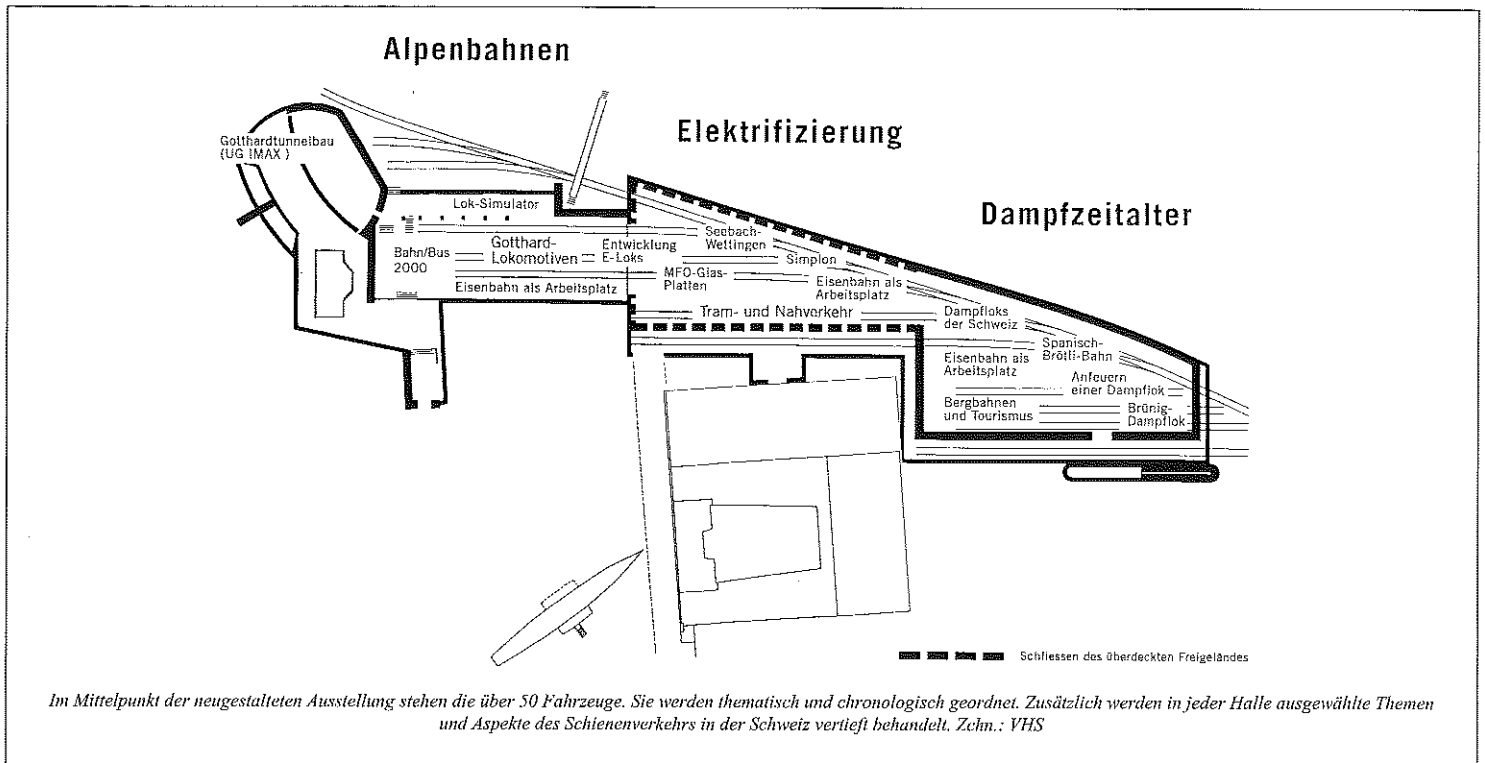 Alpenbahnen
Elektrifizierung
Dampfzeitalter
Gotthardtunnelbau
(UG IMAX )
Lok-Simulator
Bahn/Bus
2000
Gotthard-
Lokomotiven
Entwicklung
E-Loks
Eisenbahn als Arbeitsplatz
Seebach-
Wettingen
Simplon
MFO-Glas-
Platten
Eisenbahn als
Arbeitsplatz
Tram- und Nahverkehr
Dampfloks
der Schweiz
Spanisch-
Brötli-Bahn
Eisenbahn als
Arbeitsplatz
Anfeuern
einer Dampflok
Bergbahnen
und Tourismus
Brünig-
Dampflok
Schliessen des überdeckten Freigeländes
Im Mittelpunkt der neugestalteten Ausstellung stehen die über 50 Fahrzeuge. Sie werden thematisch und chronologisch geordnet. Zusätzlich werden in jeder Halle ausgewählte Themen
und Aspekte des Schienenverkehrs in der Schweiz vertieft behandelt. Zchn.: VHS